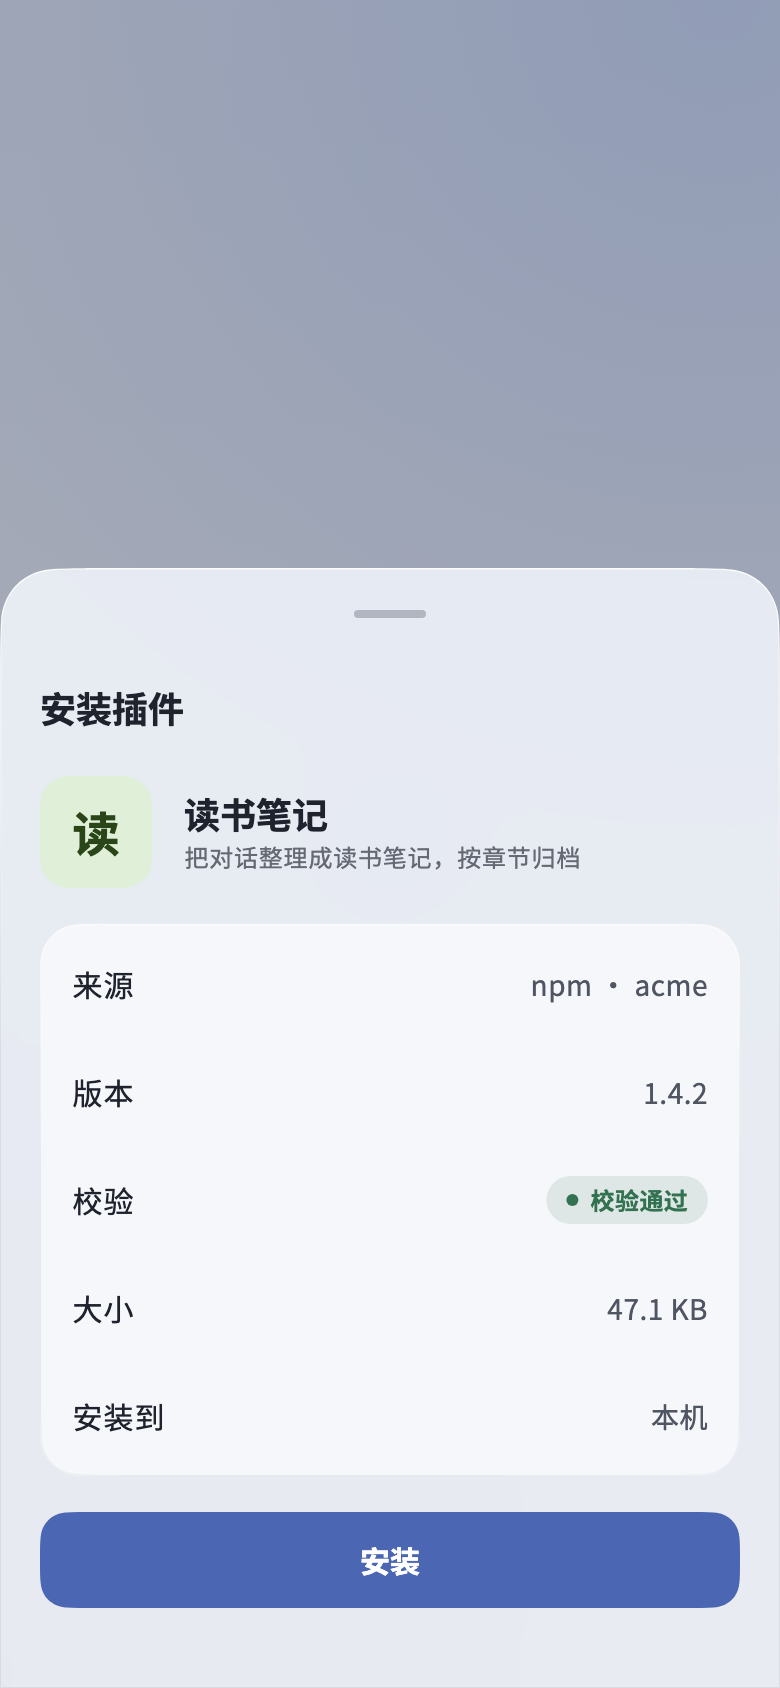 安装插件
读
读书笔记
把对话整理成读书笔记，按章节归档
来源 npm · acme
版本 1.4.2
校验 校验通过
大小 47.1 KB
安装到 本机
安装